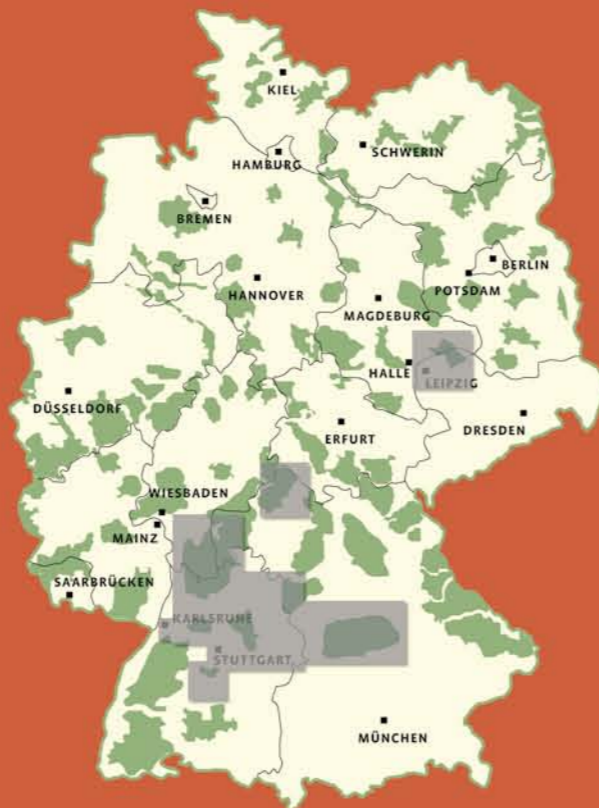 KIEL
SCHWERIN
HAMBURG
BREMEN
BERLIN
POTSDAM
HANNOVER
MAGDEBURG
HALLE
LEIPZIG
DÜSSELDORF
ERFURT
DRESDEN
WIESBADEN
MAINZ
SAARBRÜCKEN
KARLSRUHE
STUTTGART
MÜNCHEN